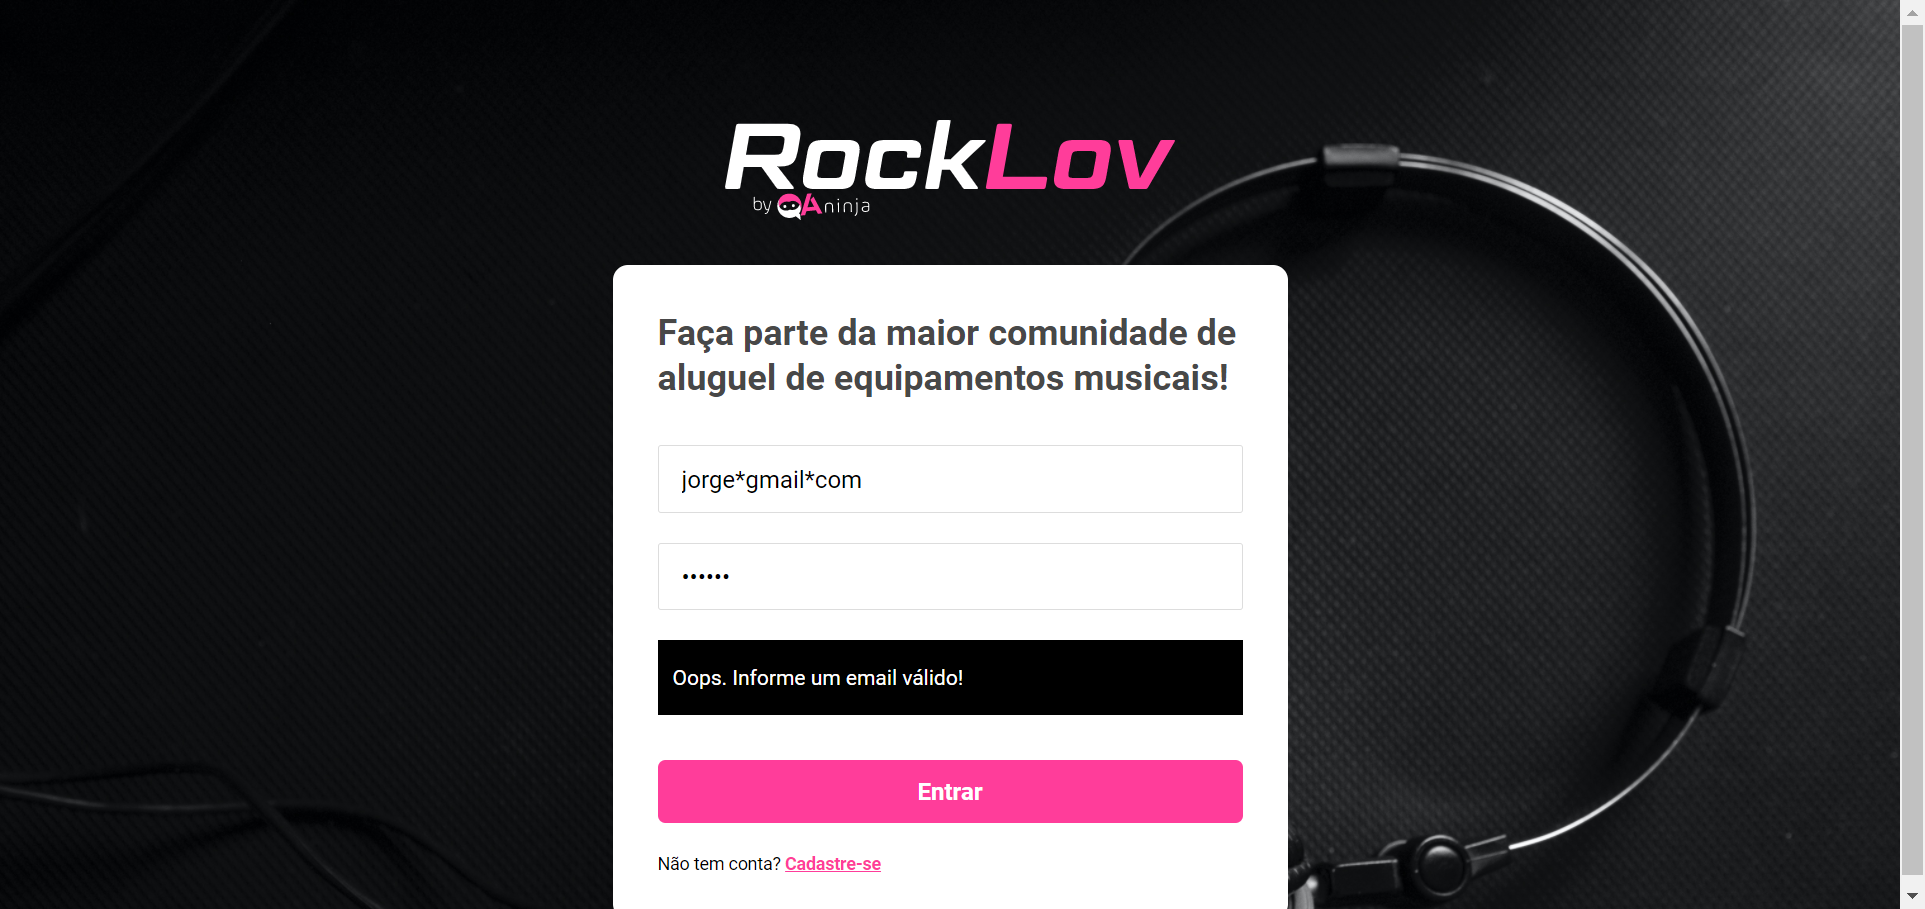 RockLov
by QAninja
Faça parte da maior comunidade de
aluguel de equipamentos musicais!
jorge*gmail*com
••••••
Oops. Informe um email válido!
Entrar
Não tem conta? Cadastre-se